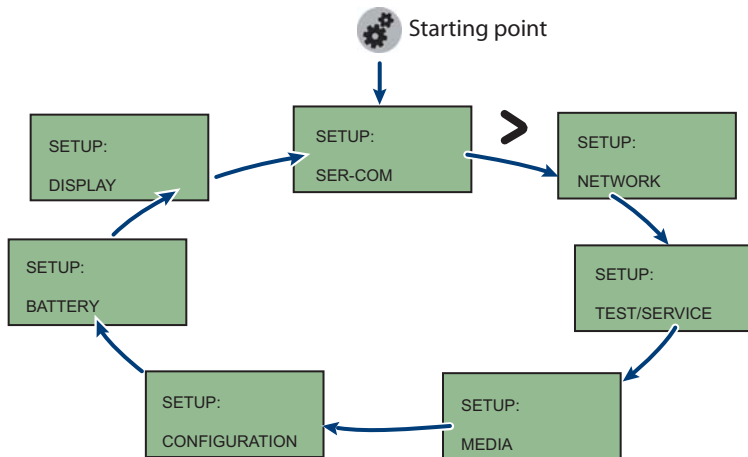 Starting point
SETUP:
SER-COM
>
SETUP:
NETWORK
SETUP:
TEST/SERVICE
SETUP:
MEDIA
SETUP:
CONFIGURATION
SETUP:
BATTERY
SETUP:
DISPLAY